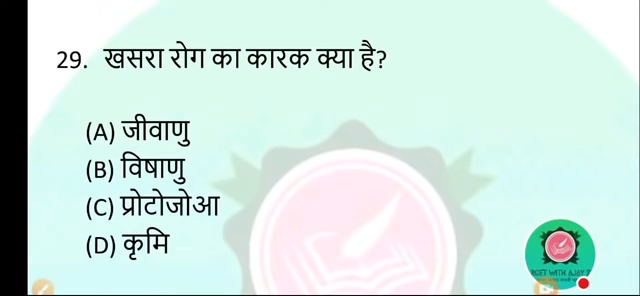 29. खसरा रोग का कारक क्या है?
(A) जीवाणु
(B) विषाणु
(C) प्रोटोजोआ
(D) कृमि